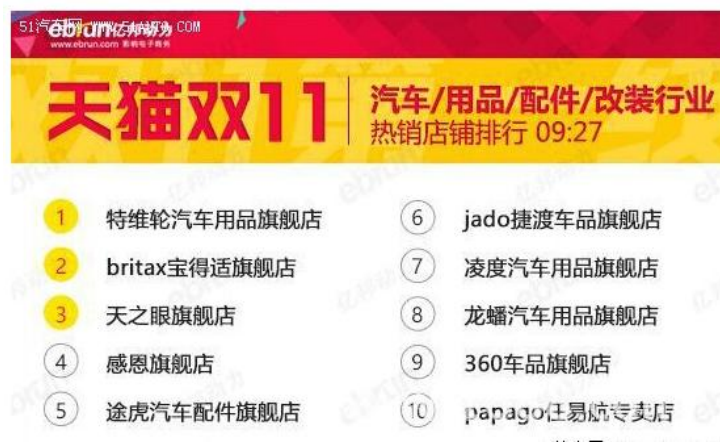 51汽车网 WWW.51AUTO.COM
ebrun亿邦动力
www.ebrun.com 影响电子商务
天猫双11
汽车/用品/配件/改装行业
热销店铺排行 09:27
1 特维轮汽车用品旗舰店
2 britax宝得适旗舰店
3 天之眼旗舰店
4 感恩旗舰店
5 途虎汽车配件旗舰店
6 jado捷渡车品旗舰店
7 凌度汽车用品旗舰店
8 龙蟠汽车用品旗舰店
9 360车品旗舰店
10 papago任易航专卖店